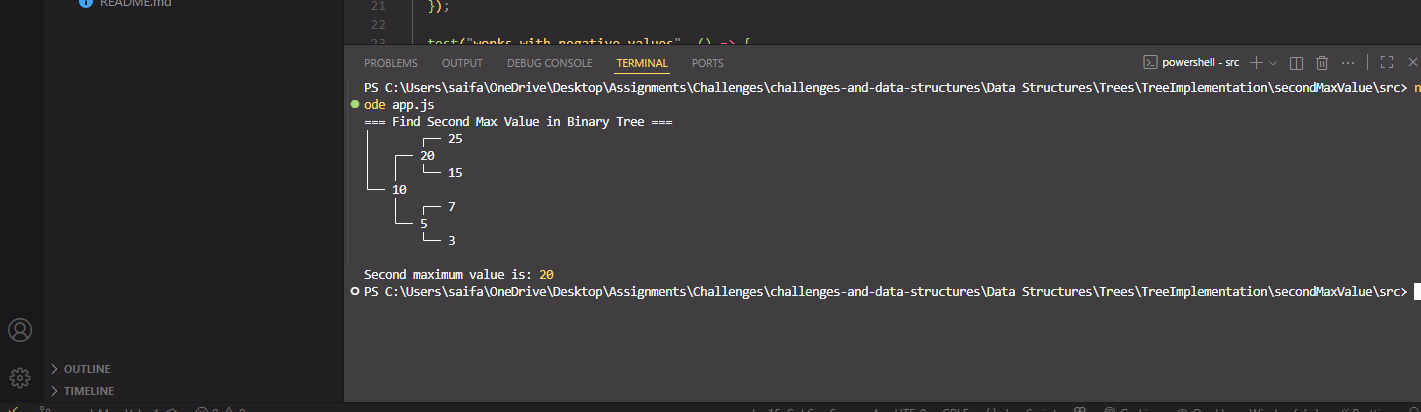 README.md
21 });
22
23 test("works with negative values", () => {
PROBLEMS OUTPUT DEBUG CONSOLE TERMINAL PORTS powershell - src
PS C:\Users\saifa\OneDrive\Desktop\Assignments\Challenges\challenges-and-data-structures\Data Structures\Trees\TreeImplementation\secondMaxValue\src> n
ode app.js
=== Find Second Max Value in Binary Tree ===
25
20
15
10
7
5
3
Second maximum value is: 20
PS C:\Users\saifa\OneDrive\Desktop\Assignments\Challenges\challenges-and-data-structures\Data Structures\Trees\TreeImplementation\secondMaxValue\src>
OUTLINE
TIMELINE